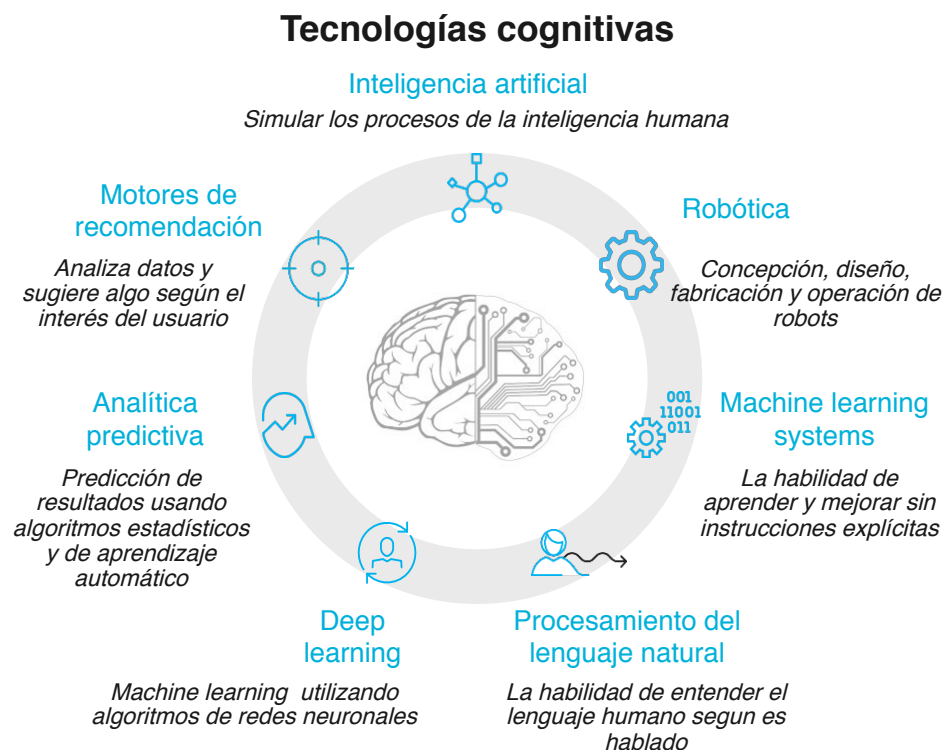 Tecnologías cognitivas
Inteligencia artificial
Simular los procesos de la inteligencia humana
Motores de
recomendación
Analiza datos y
sugiere algo según el
interés del usuario
Robótica
Concepción, diseño,
fabricación y operación de
robots
Analítica
predictiva
Predicción de
resultados usando
algoritmos estadísticos
y de aprendizaje
automático
001
11001
011
Machine learning
systems
La habilidad de
aprender y mejorar sin
instrucciones explícitas
Deep
learning
Machine learning utilizando
algoritmos de redes neuronales
Procesamiento del
lenguaje natural
La habilidad de entender el
lenguaje humano segun es
hablado